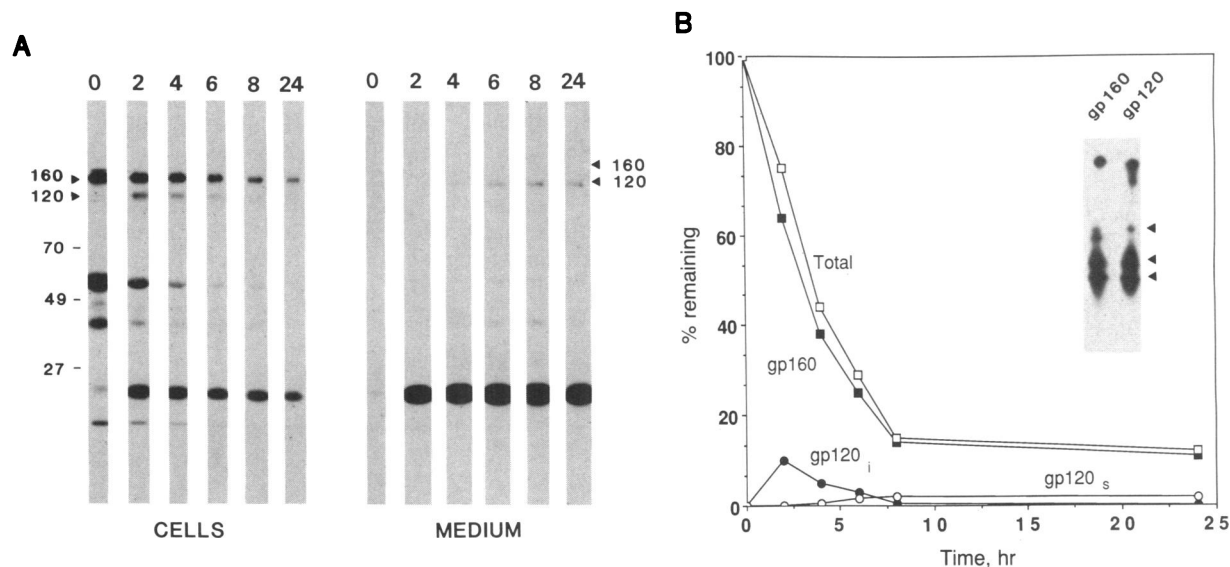 A
0 2 4 6 8 24
0 2 4 6 8 24
160
120
70
49
27
160
120
CELLS
MEDIUM
B
gp160
gp120
100
80
60
40
20
0
% remaining
Total
gp160
gp120 i
gp120 s
0 5 10 15 20 25
Time, hr